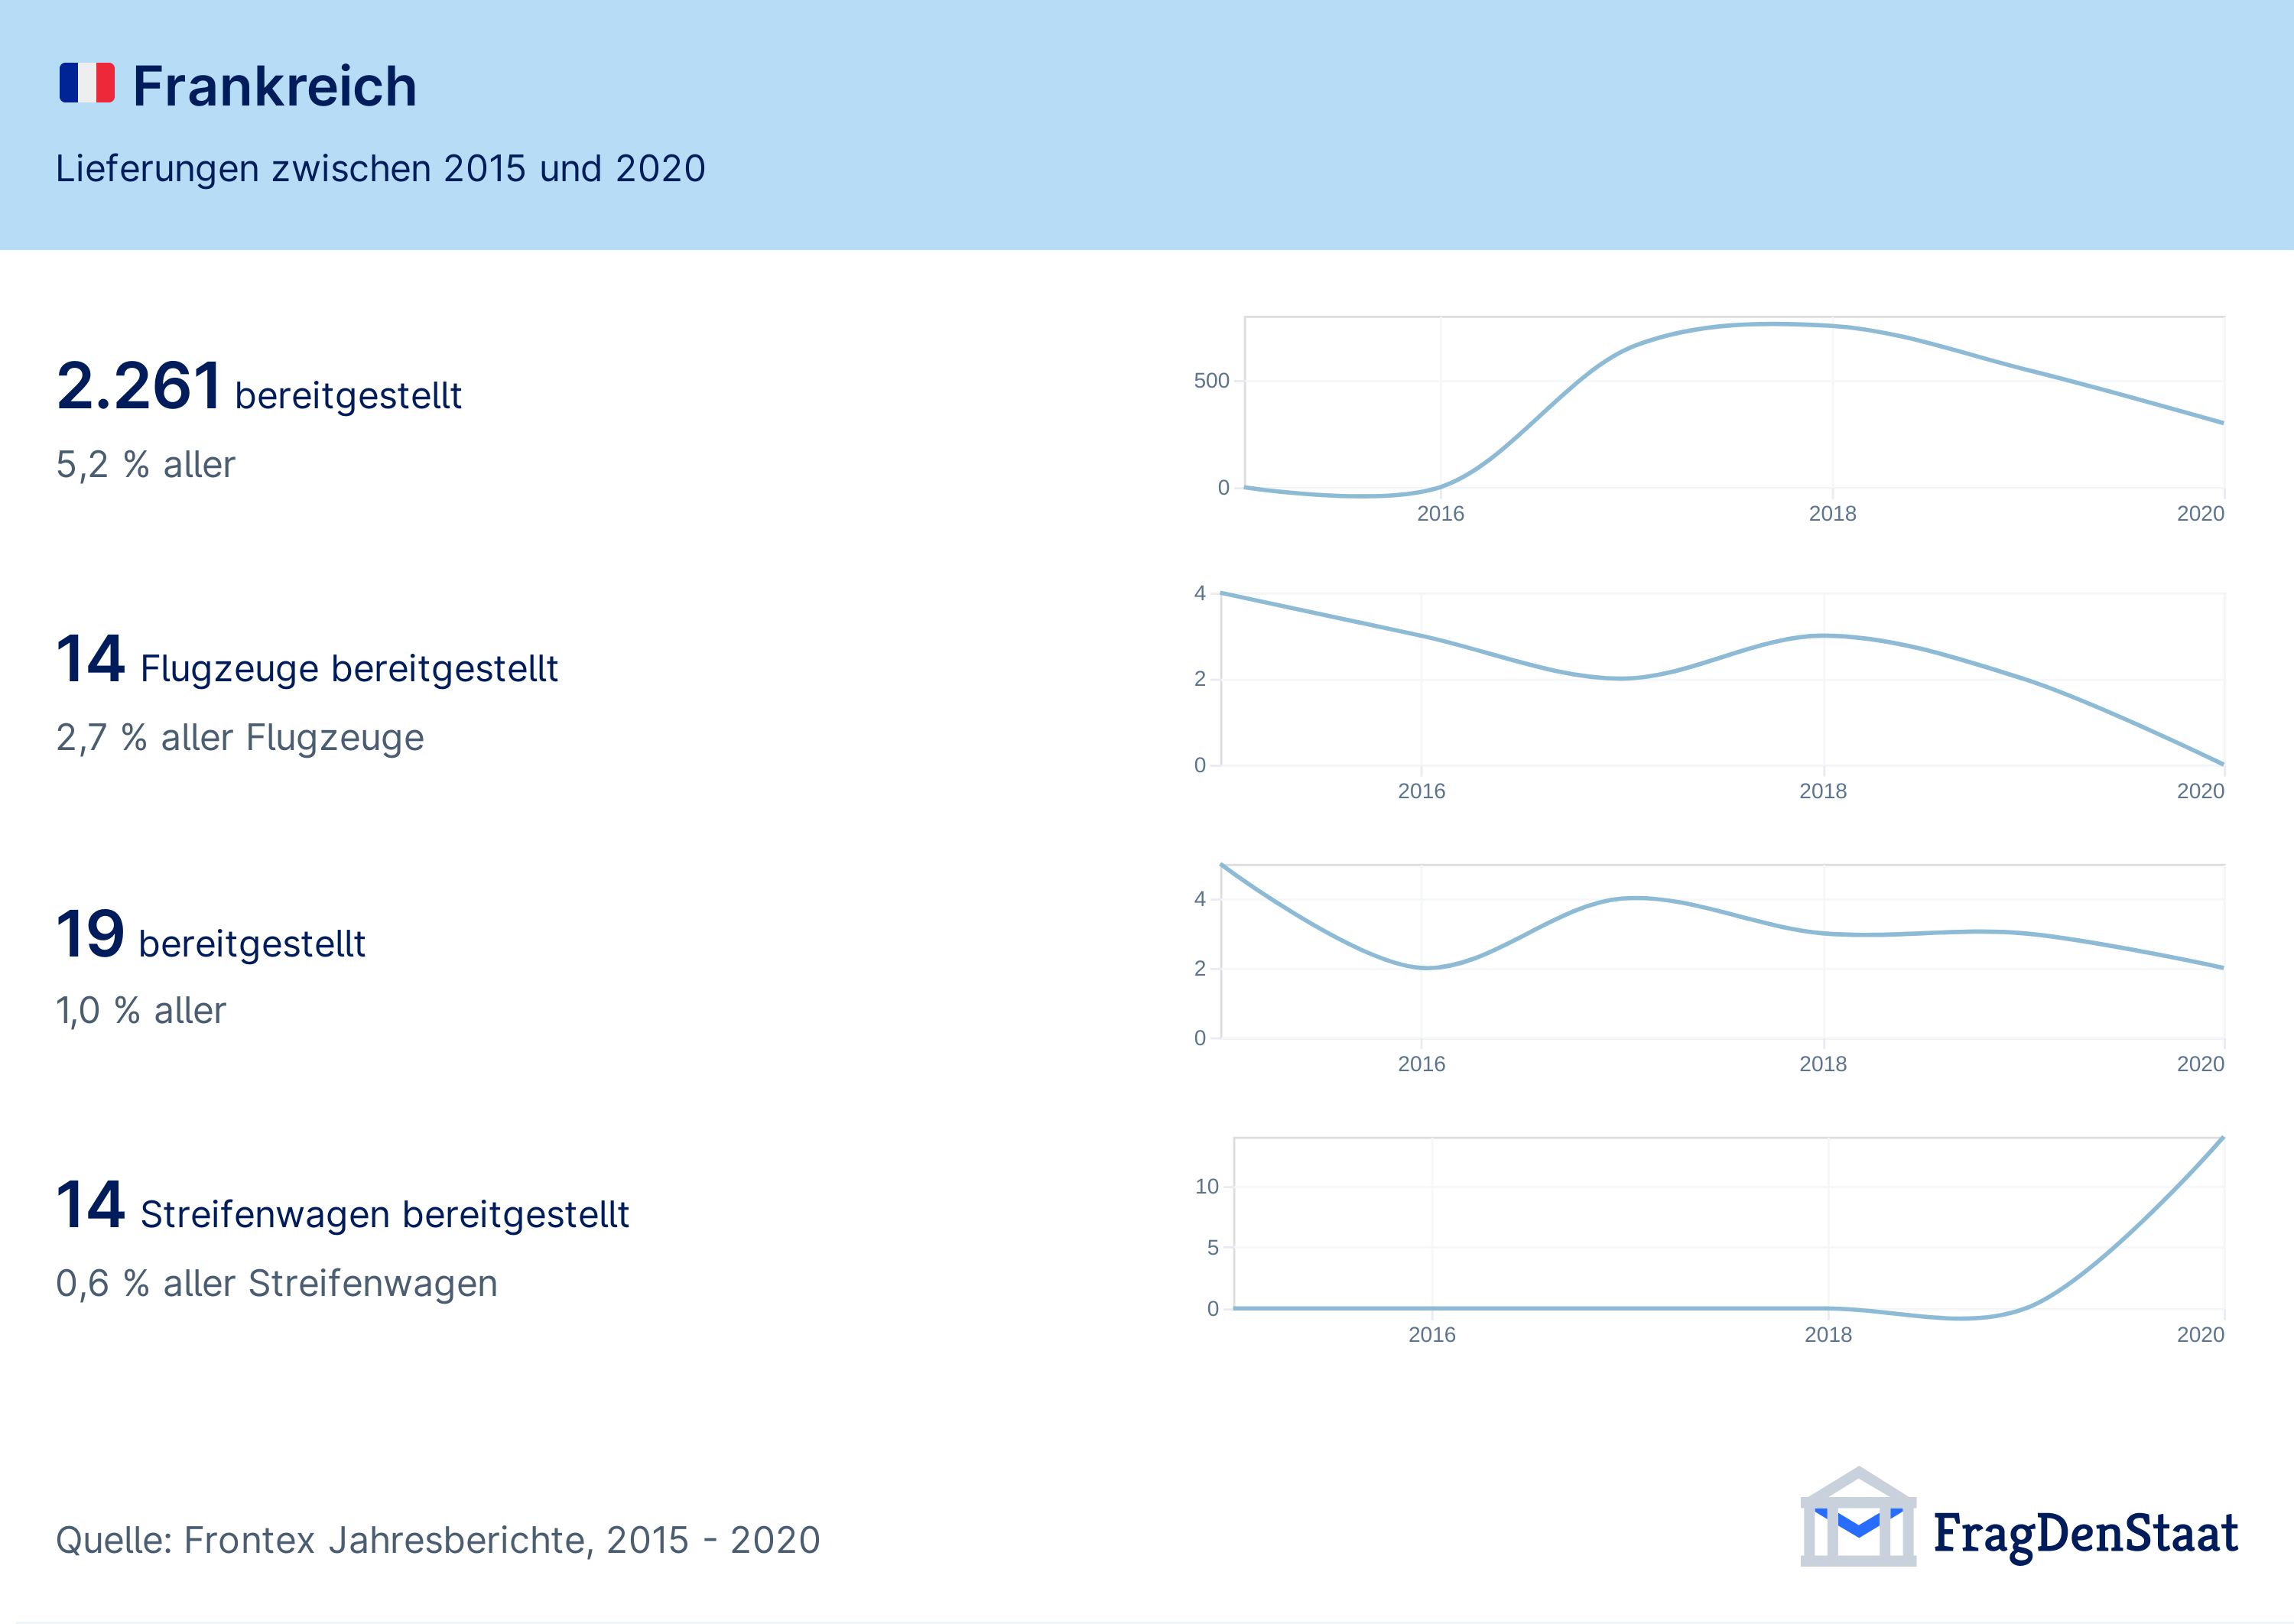 Frankreich
Lieferungen zwischen 2015 und 2020
2.261 bereitgestellt
5,2 % aller
500
0
2016 2018 2020
14 Flugzeuge bereitgestellt
2,7 % aller Flugzeuge
4
2
0
2016 2018 2020
19 bereitgestellt
1,0 % aller
4
2
0
2016 2018 2020
14 Streifenwagen bereitgestellt
0,6 % aller Streifenwagen
10
5
0
2016 2018 2020
Quelle: Frontex Jahresberichte, 2015 - 2020
FragDenStaat